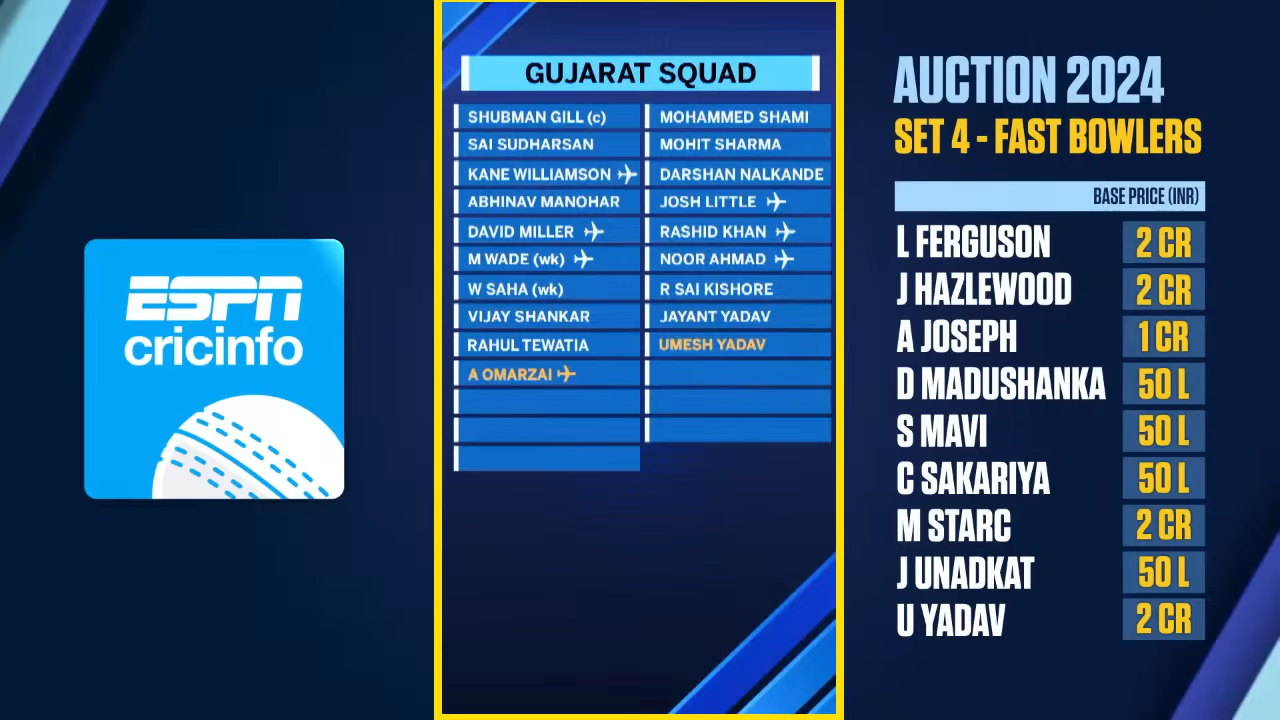 ESPN
cricinfo
GUJARAT SQUAD
SHUBMAN GILL (c)
SAI SUDHARSAN
KANE WILLIAMSON
ABHINAV MANOHAR
DAVID MILLER
M WADE (wk)
W SAHA (wk)
VIJAY SHANKAR
RAHUL TEWATIA
A OMARZAI
MOHAMMED SHAMI
MOHIT SHARMA
DARSHAN NALKANDE
JOSH LITTLE
RASHID KHAN
NOOR AHMAD
R SAI KISHORE
JAYANT YADAV
UMESH YADAV
AUCTION 2024
SET 4 - FAST BOWLERS
BASE PRICE (INR)
L FERGUSON 2 CR
J HAZLEWOOD 2 CR
A JOSEPH 1 CR
D MADUSHANKA 50 L
S MAVI 50 L
C SAKARIYA 50 L
M STARC 2 CR
J UNADKAT 50 L
U YADAV 2 CR